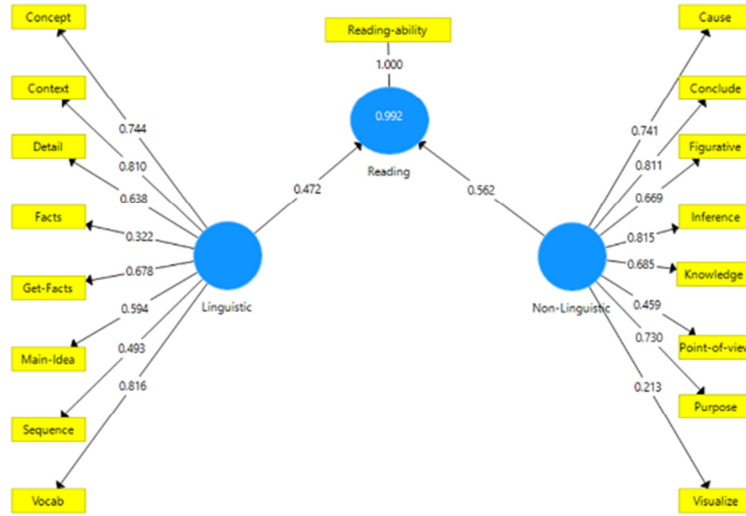 Concept
Context
Detail
Facts
Get-Facts
Main-Idea
Sequence
Vocab
0.744
0.810
0.638
0.322
0.678
0.594
0.493
0.816
Linguistic
0.472
Reading-ability
1.000
0.992
Reading
0.562
Non-Linguistic
0.741
0.811
0.669
0.815
0.685
0.459
0.730
0.213
Cause
Conclude
Figurative
Inference
Knowledge
Point-of-view
Purpose
Visualize